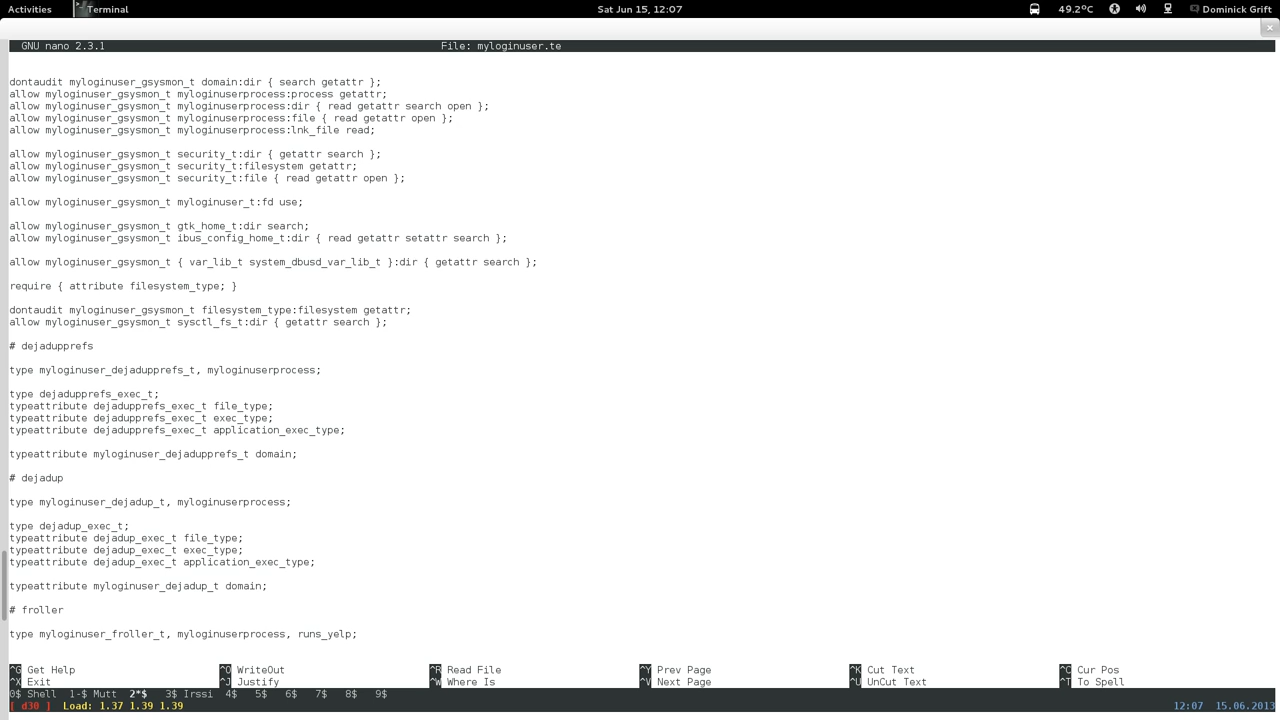 Activities Terminal Sat Jun 15, 12:07 49.2°C Dominick Grift
GNU nano 2.3.1 File: myloginuser.te
dontaudit myloginuser_gsysmon_t domain:dir { search getattr };
allow myloginuser_gsysmon_t myloginuserprocess:process getattr;
allow myloginuser_gsysmon_t myloginuserprocess:dir { read getattr search open };
allow myloginuser_gsysmon_t myloginuserprocess:file { read getattr open };
allow myloginuser_gsysmon_t myloginuserprocess:lnk_file read;
allow myloginuser_gsysmon_t security_t:dir { getattr search };
allow myloginuser_gsysmon_t security_t:filesystem getattr;
allow myloginuser_gsysmon_t security_t:file { read getattr open };
allow myloginuser_gsysmon_t myloginuser_t:fd use;
allow myloginuser_gsysmon_t gtk_home_t:dir search;
allow myloginuser_gsysmon_t ibus_config_home_t:dir { read getattr setattr search };
allow myloginuser_gsysmon_t { var_lib_t system_dbusd_var_lib_t }:dir { getattr search };
require { attribute filesystem_type; }
dontaudit myloginuser_gsysmon_t filesystem_type:filesystem getattr;
allow myloginuser_gsysmon_t sysctl_fs_t:dir { getattr search };
# dejadupprefs
type myloginuser_dejadupprefs_t, myloginuserprocess;
type dejadupprefs_exec_t;
typeattribute dejadupprefs_exec_t file_type;
typeattribute dejadupprefs_exec_t exec_type;
typeattribute dejadupprefs_exec_t application_exec_type;
typeattribute myloginuser_dejadupprefs_t domain;
# dejadup
type myloginuser_dejadup_t, myloginuserprocess;
type dejadup_exec_t;
typeattribute dejadup_exec_t file_type;
typeattribute dejadup_exec_t exec_type;
typeattribute dejadup_exec_t application_exec_type;
typeattribute myloginuser_dejadup_t domain;
# froller
type myloginuser_froller_t, myloginuserprocess, runs_yelp;
^G Get Help ^O WriteOut ^R Read File ^Y Prev Page ^K Cut Text ^C Cur Pos
^X Exit ^J Justify ^W Where Is ^V Next Page ^U UnCut Text ^T To Spell
0$ Shell 1-$ Mutt 2*$ 3$ Irssi 4$ 5$ 6$ 7$ 8$ 9$
[ d30 ] Load: 1.37 1.39 1.39 12:07 15.06.2013